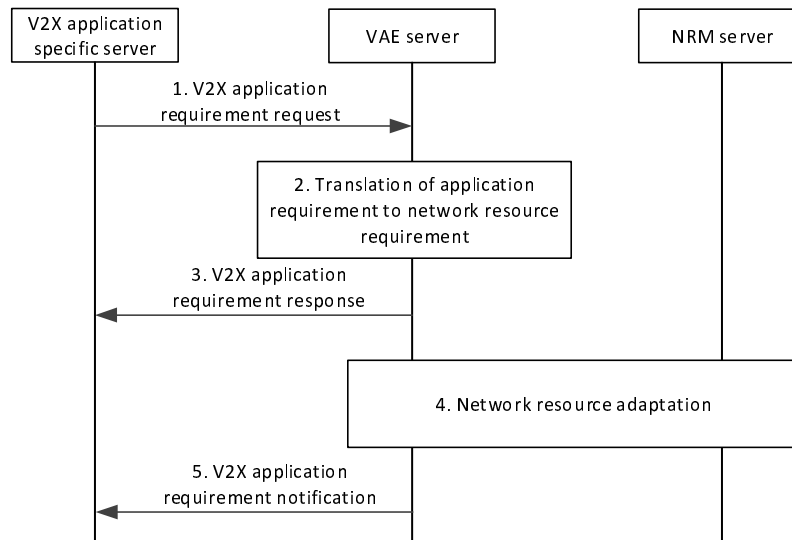 V2X application
specific server
VAE server
NRM server
1. V2X application
requirement request
2. Translation of application
requirement to network resource
requirement
3. V2X application
requirement response
4. Network resource adaptation
5. V2X application
requirement notification